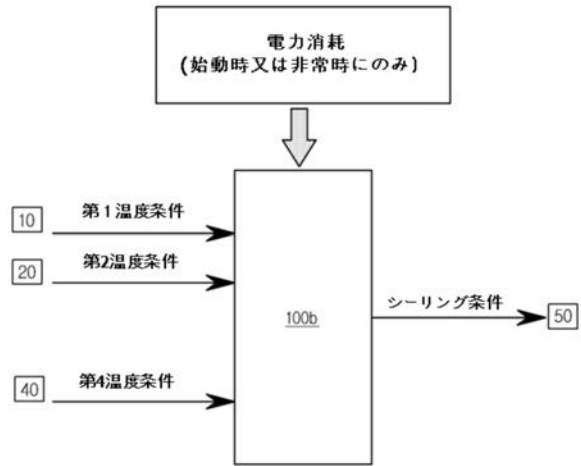 電力消耗
(始動時又は非常時にのみ)
10
第1温度条件
20
第2温度条件
100b
シーリング条件
50
40
第4温度条件